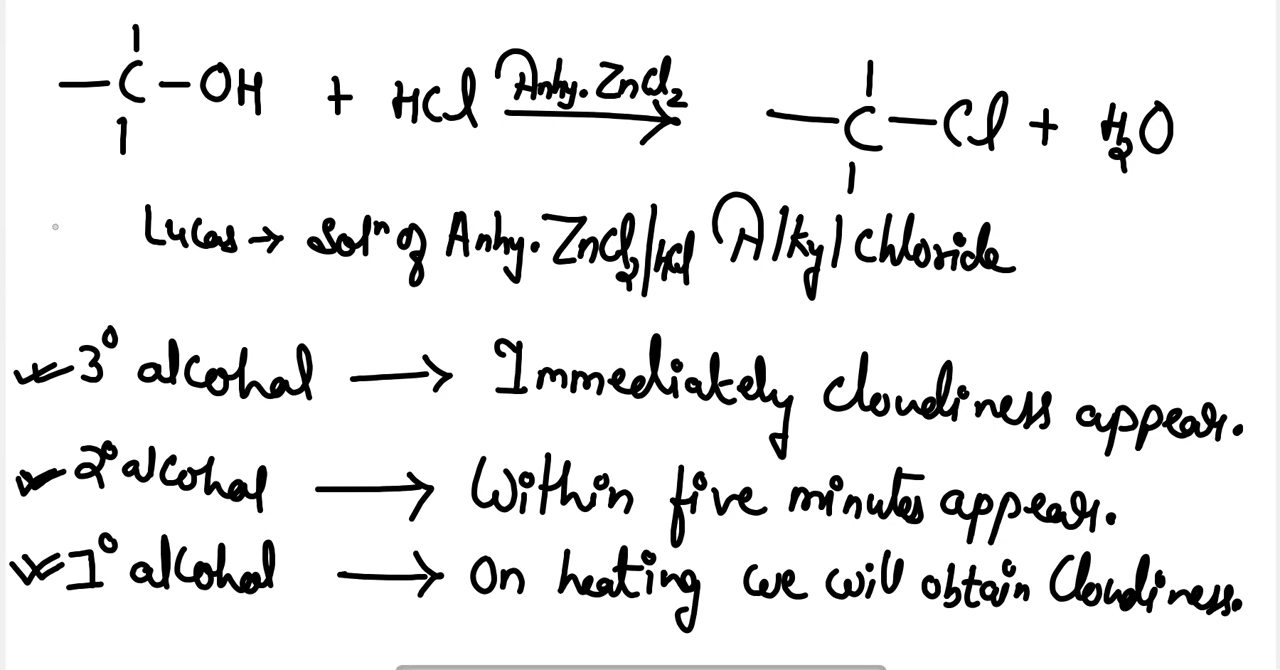 —C—OH + HCl Anhy. ZnCl2 → —C—Cl + H2O
Lucas → Solⁿ of Anhy. ZnCl2/HCl Alkyl Chloride
3° alcohal → Immediately cloudiness appear.
2° alcohal → Within five minutes appear.
1° alcohal → On heating we will obtain Cloudiness.